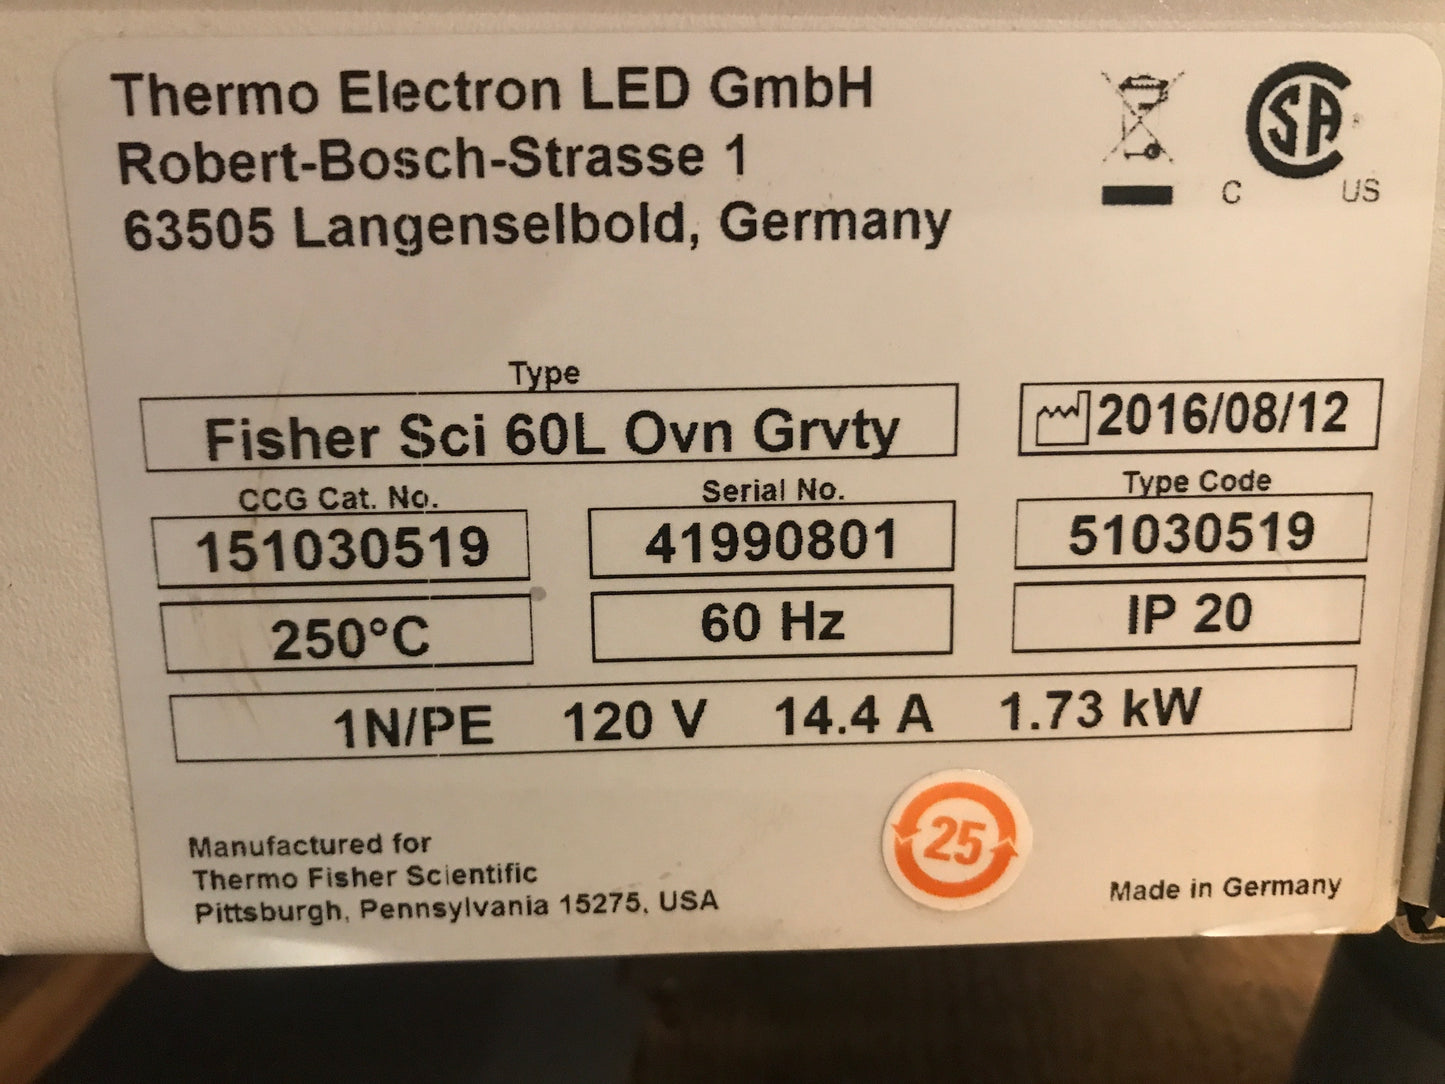 Thermo Electron LED GmbH
Robert-Bosch-Strasse 1
63505 Langenselbold, Germany
CSA ®
C US
Type
Fisher Sci 60L Ovn Grvty
2016/08/12
CCG Cat. No.
Serial No.
Type Code
151030519
41990801
51030519
250°C
60 Hz
IP 20
1N/PE 120 V 14.4 A 1.73 kW
25
Manufactured for
Thermo Fisher Scientific
Pittsburgh, Pennsylvania 15275, USA
Made in Germany